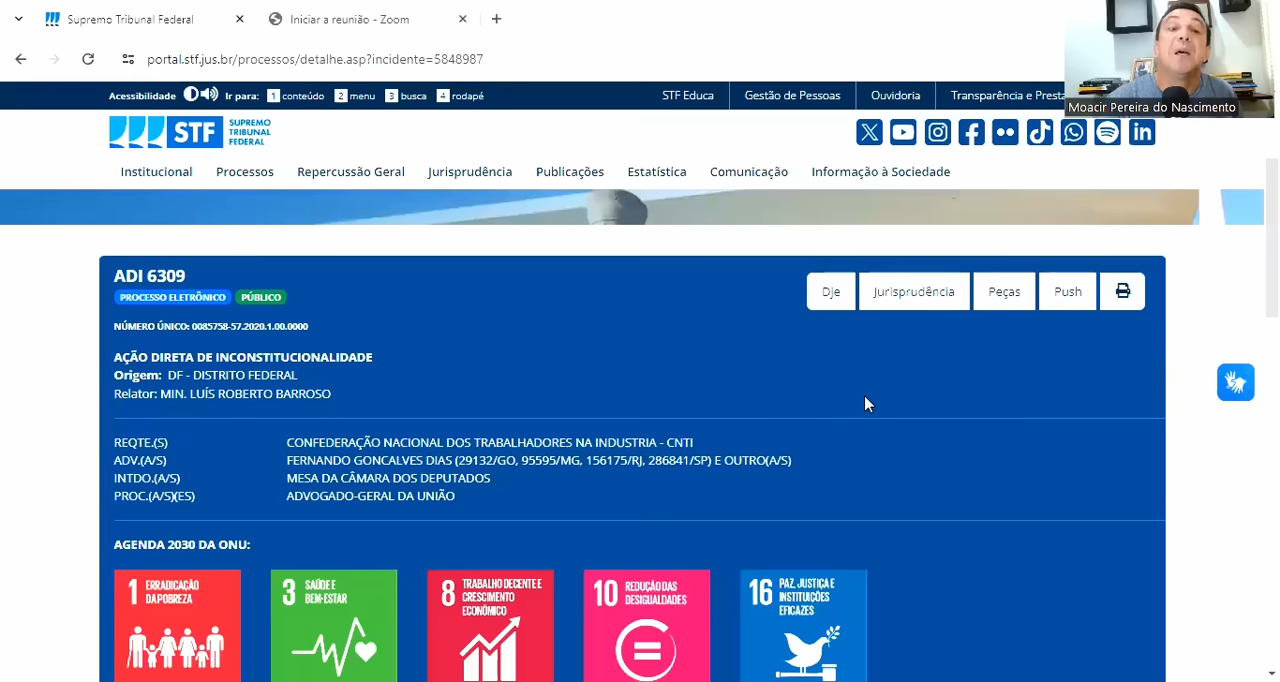 Supremo Tribunal Federal
Iniciar a reunião - Zoom
portal.stf.jus.br/processos/detalhe.asp?incidente=5848987
Moacir Pereira do Nascimento
Acessibilidade Ir para: 1 conteúdo 2 menu 3 busca 4 rodapé
STF Educa Gestão de Pessoas Ouvidoria Transparência e Presta
STF SUPREMO TRIBUNAL FEDERAL
Institucional Processos Repercussão Geral Jurisprudência Publicações Estatística Comunicação Informação à Sociedade
ADI 6309
PROCESSO ELETRÔNICO PÚBLICO
Dje Jurisprudência Peças Push
NÚMERO ÚNICO: 0085758-57.2020.1.00.0000
AÇÃO DIRETA DE INCONSTITUCIONALIDADE
Origem: DF - DISTRITO FEDERAL
Relator: MIN. LUÍS ROBERTO BARROSO
REQTE.(S) CONFEDERAÇÃO NACIONAL DOS TRABALHADORES NA INDUSTRIA - CNTI
ADV.(A/S) FERNANDO GONCALVES DIAS (29132/GO, 95595/MG, 156175/RJ, 286841/SP) E OUTRO(A/S)
INTDO.(A/S) MESA DA CÂMARA DOS DEPUTADOS
PROC.(A/S)(ES) ADVOGADO-GERAL DA UNIÃO
AGENDA 2030 DA ONU:
1 ERRADICAÇÃO DA POBREZA
3 SAÚDE E BEM-ESTAR
8 TRABALHO DECENTE E CRESCIMENTO ECONÔMICO
10 REDUÇÃO DAS DESIGUALDADES
16 PAZ, JUSTIÇA E INSTITUIÇÕES EFICAZES